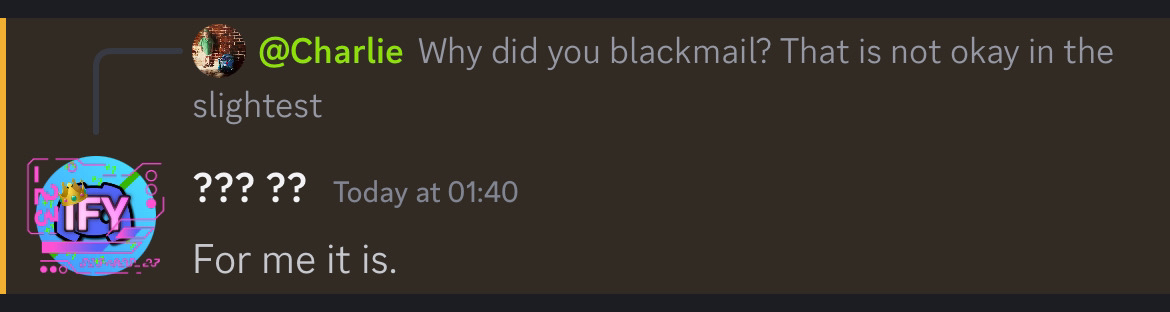 @Charlie Why did you blackmail? That is not okay in the
slightest
??? ?? Today at 01:40
IFY
For me it is.